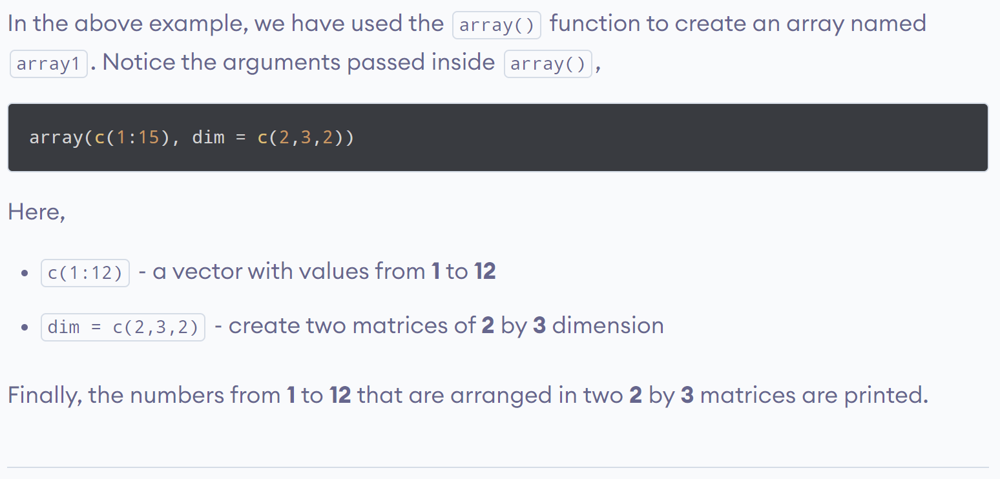 In the above example, we have used the array() function to create an array named
array1. Notice the arguments passed inside array(),
array(c(1:15), dim = c(2,3,2))
Here,
• c(1:12) - a vector with values from 1 to 12
• dim = c(2,3,2) - create two matrices of 2 by 3 dimension
Finally, the numbers from 1 to 12 that are arranged in two 2 by 3 matrices are printed.